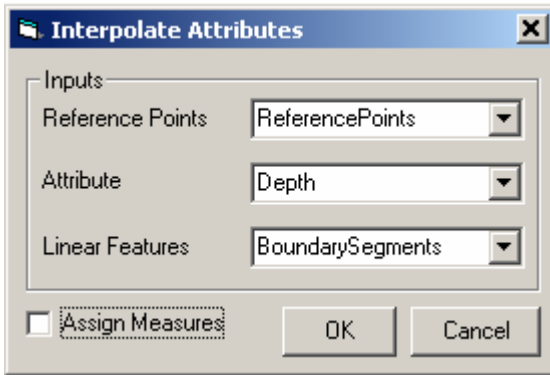 Interpolate Attributes
Inputs
Reference Points ReferencePoints
Attribute Depth
Linear Features BoundarySegments
Assign Measures OK Cancel